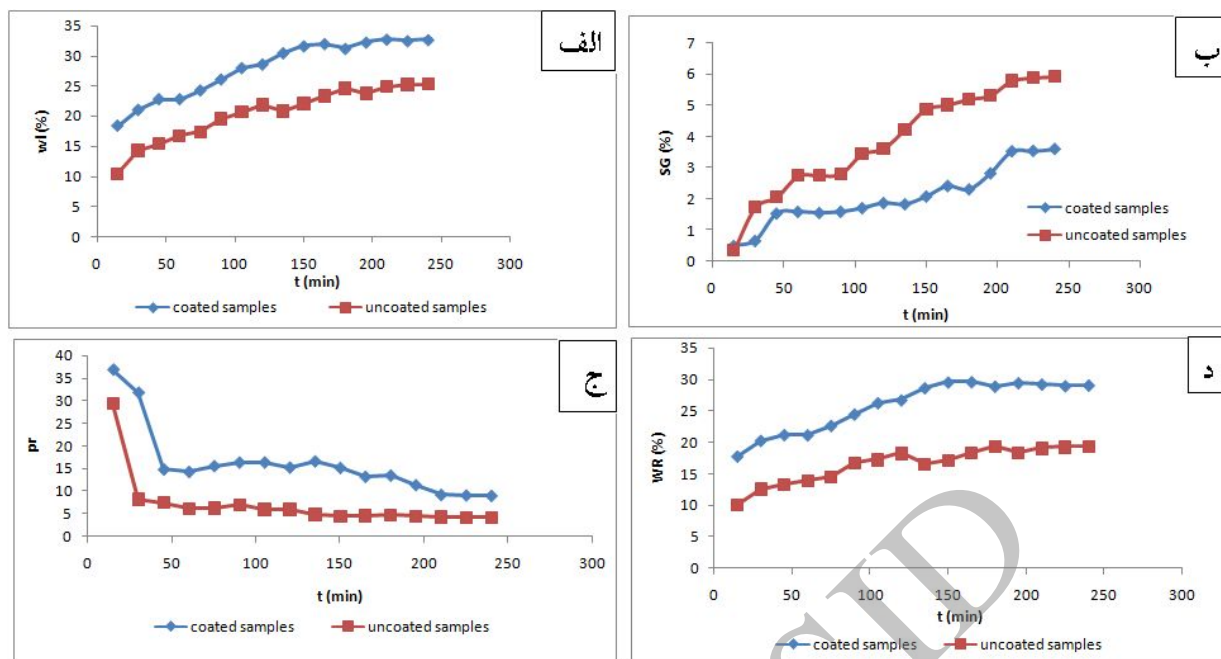 الف
35
30
25
20
15
10
5
0
wl (%)
0 50 100 150 200 250 300
t (min)
coated samples uncoated samples
ب
7
6
5
4
3
2
1
0
SG (%)
0 50 100 150 200 250 300
t (min)
coated samples
uncoated samples
ج
40
35
30
25
20
15
10
5
0
pr
0 50 100 150 200 250 300
t (min)
coated samples uncoated samples
د
35
30
25
20
15
10
5
0
WR (%)
0 50 100 150 200 250 300
t (min)
coated samples uncoated samples
SID